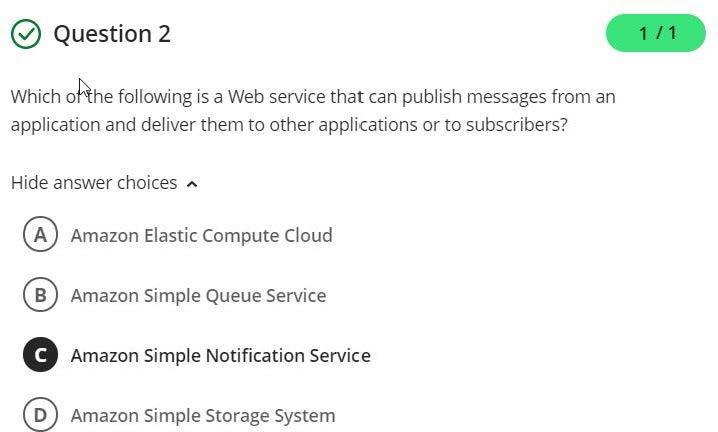 Question 2
1 / 1
Which of the following is a Web service that can publish messages from an
application and deliver them to other applications or to subscribers?
Hide answer choices
A Amazon Elastic Compute Cloud
B Amazon Simple Queue Service
C Amazon Simple Notification Service
D Amazon Simple Storage System